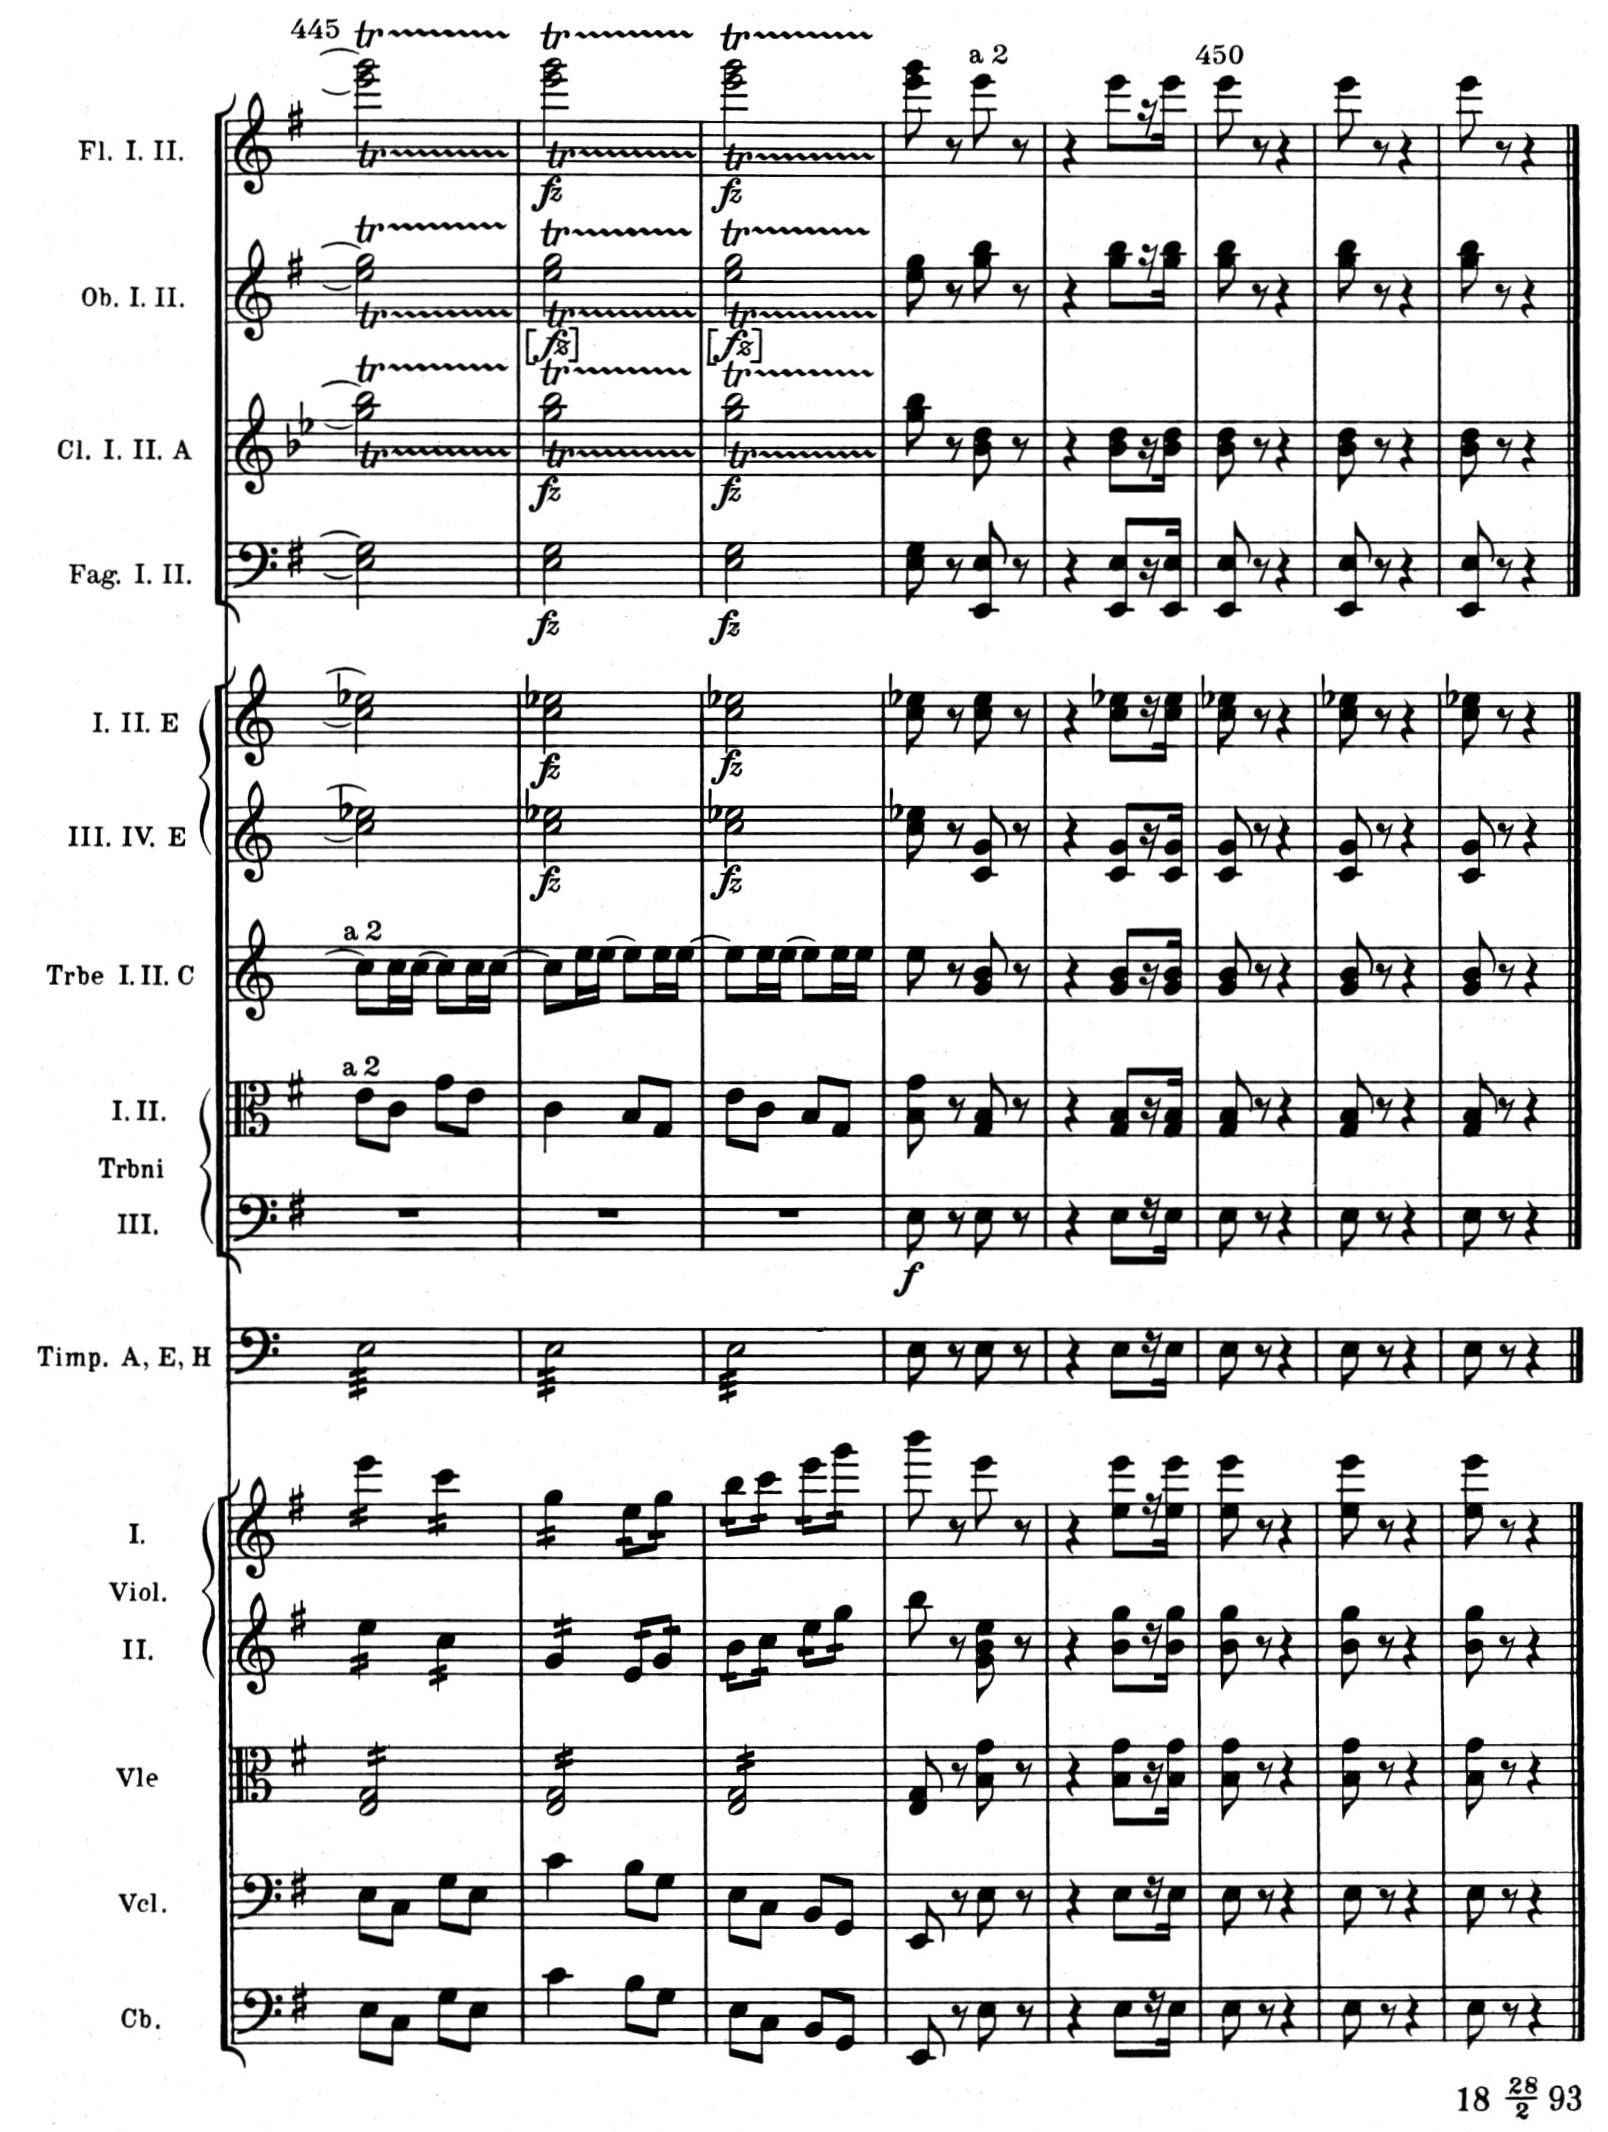 445 tr tr tr a 2 450
Fl. I. II.
tr tr tr
fz fz
tr tr tr
Ob. I. II.
tr tr tr
[fz] [fz]
tr tr tr
Cl. I. II. A
tr tr tr
fz fz
Fag. I. II.
fz fz
I. II. E
fz fz
III. IV. E
fz fz
a 2
Trbe I. II. C
a 2
I. II.
Trbni
III.
f
Timp. A, E, H
I.
Viol.
II.
Vle
Vcl.
Cb.
18 28/2 93